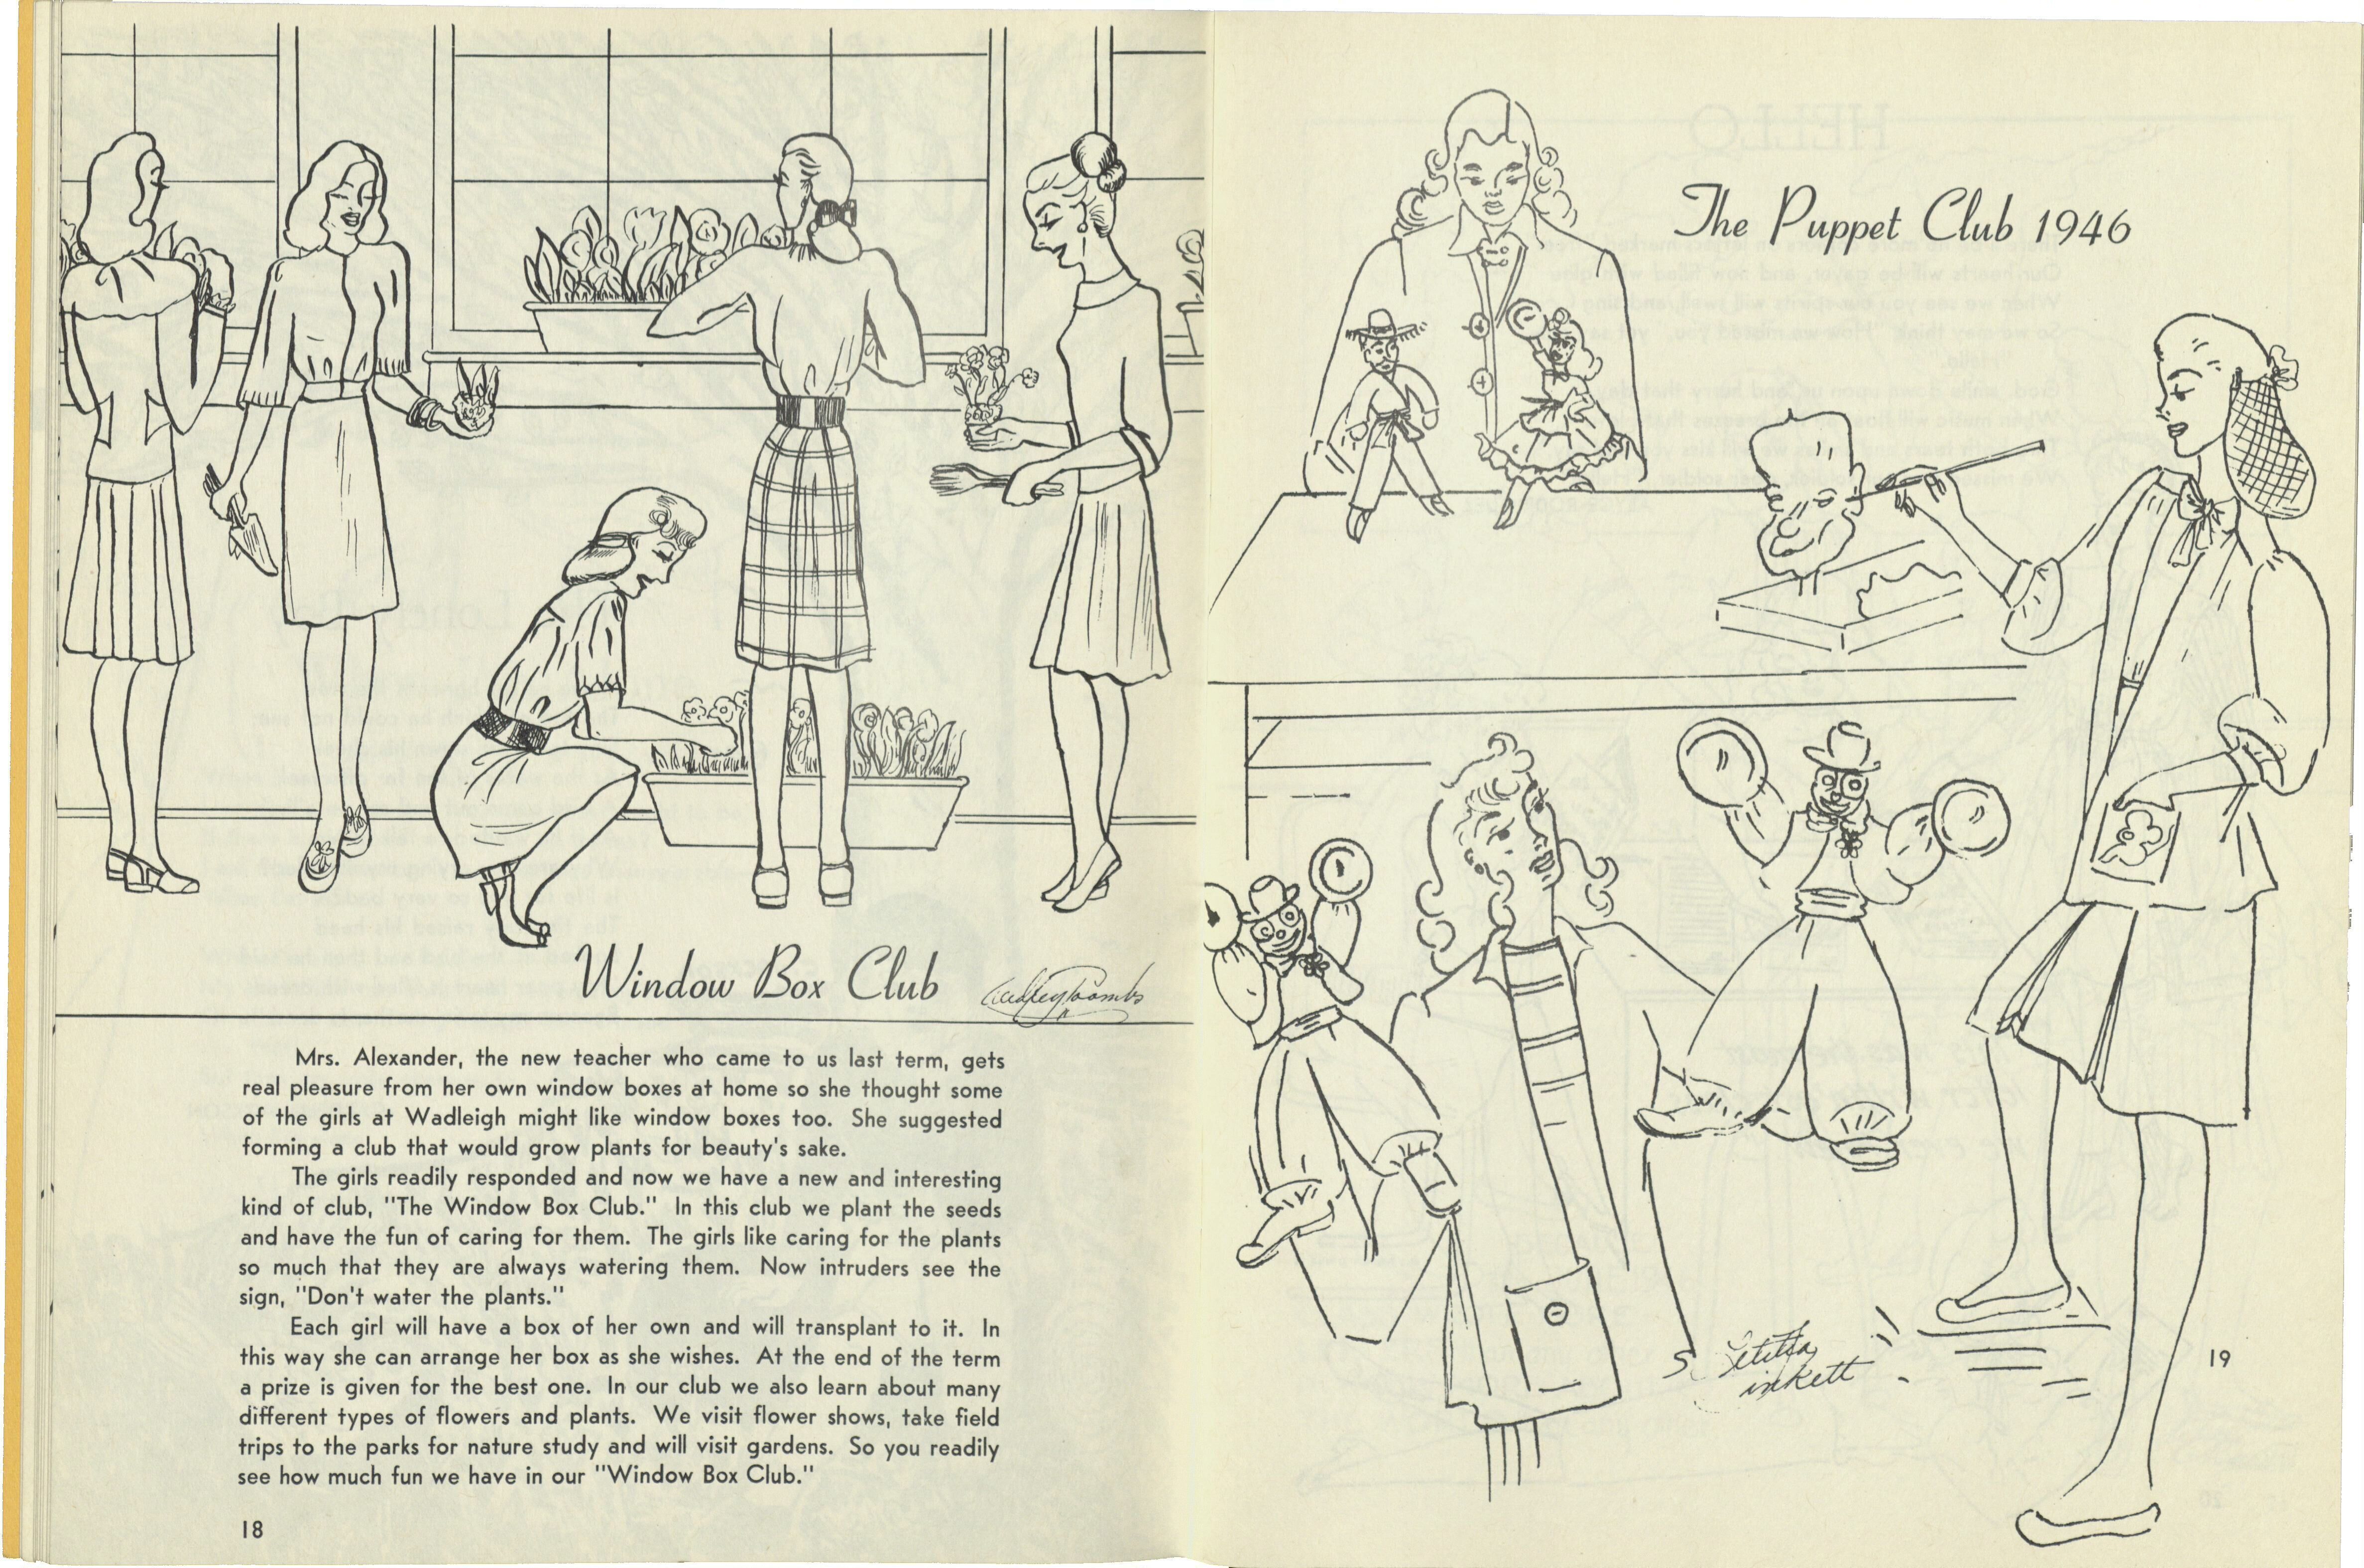 Window Box Club
Audley Coombs
Mrs. Alexander, the new teacher who came to us last term, gets
real pleasure from her own window boxes at home so she thought some
of the girls at Wadleigh might like window boxes too. She suggested
forming a club that would grow plants for beauty's sake.
The girls readily responded and now we have a new and interesting
kind of club, "The Window Box Club." In this club we plant the seeds
and have the fun of caring for them. The girls like caring for the plants
so much that they are always watering them. Now intruders see the
sign, "Don't water the plants."
Each girl will have a box of her own and will transplant to it. In
this way she can arrange her box as she wishes. At the end of the term
a prize is given for the best one. In our club we also learn about many
different types of flowers and plants. We visit flower shows, take field
trips to the parks for nature study and will visit gardens. So you readily
see how much fun we have in our "Window Box Club."
18
The Puppet Club 1946
Letitia
19